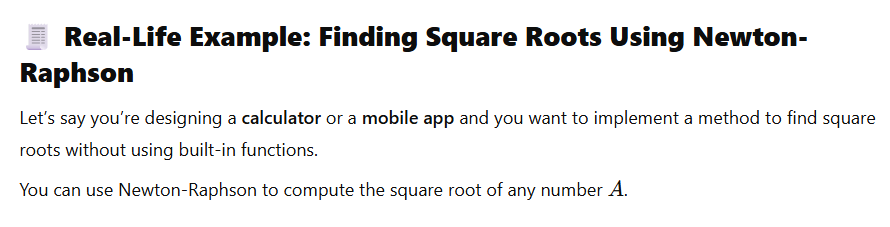 🧾 Real-Life Example: Finding Square Roots Using Newton-
Raphson
Let’s say you’re designing a calculator or a mobile app and you want to implement a method to find square
roots without using built-in functions.
You can use Newton-Raphson to compute the square root of any number A.